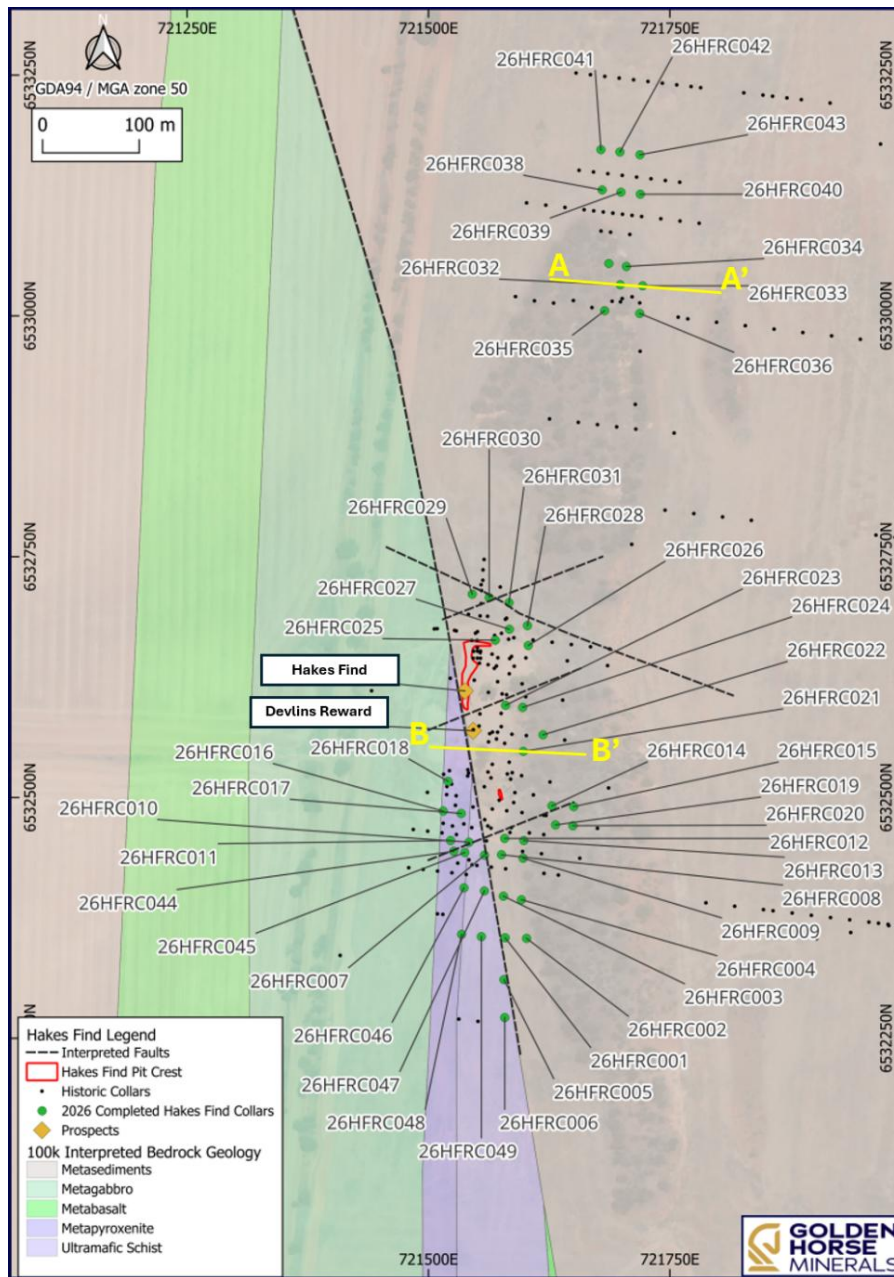 721250E
721500E
721750E
6533250N
6533250N
GDA94 / MGA zone 50
0
100 m
26HFRC041
26HFRC042
26HFRC043
26HFRC038
26HFRC040
26HFRC039
26HFRC034
26HFRC032
A
A'
26HFRC033
6533000N
6533000N
26HFRC035
26HFRC036
26HFRC030
26HFRC031
26HFRC029
26HFRC028
26HFRC026
6532750N
6532750N
26HFRC027
26HFRC023
26HFRC025
26HFRC024
26HFRC022
Hakes Find
26HFRC021
Devlins Reward
B
B'
26HFRC016
26HFRC018
26HFRC014
26HFRC015
26HFRC017
26HFRC019
26HFRC010
26HFRC020
6532500N
6532500N
26HFRC011
26HFRC012
26HFRC013
26HFRC044
26HFRC008
26HFRC045
26HFRC009
26HFRC007
26HFRC004
26HFRC003
26HFRC046
26HFRC002
26HFRC047
26HFRC001
26HFRC005
26HFRC048
26HFRC006
26HFRC049
6532250N
Hakes Find Legend
Interpreted Faults
Hakes Find Pit Crest
Historic Collars
2026 Completed Hakes Find Collars
Prospects
100k Interpreted Bedrock Geology
Metasediments
Metagabbro
Metabasalt
Metapyroxenite
Ultramafic Schist
721500E
721750E
GOLDEN
HORSE
MINERALS